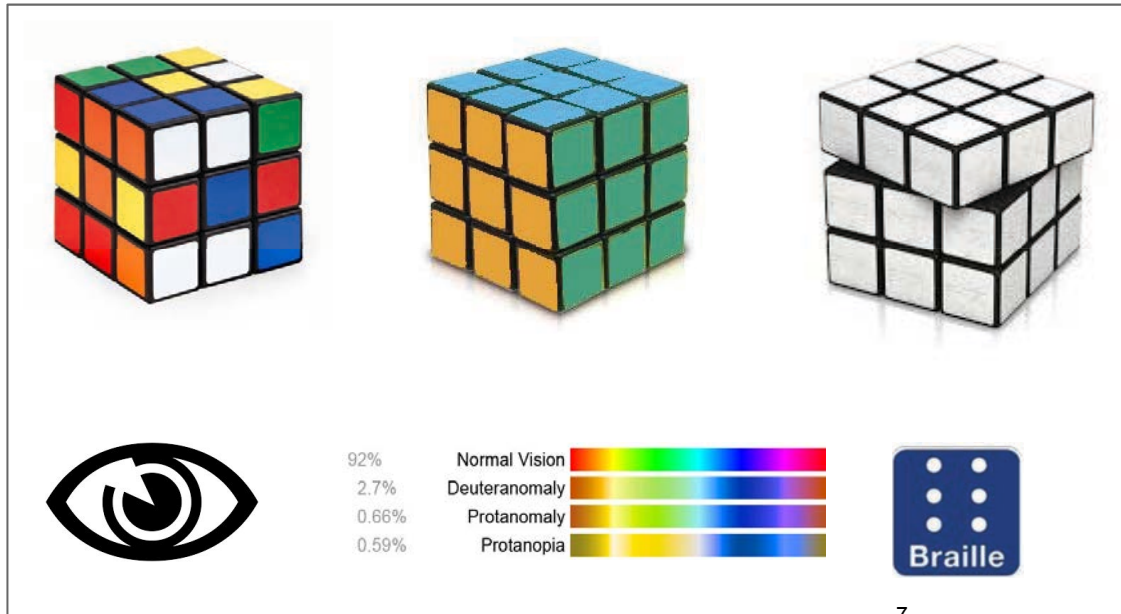 92% Normal Vision
2.7% Deuteranomaly
0.66% Protanomaly
0.59% Protanopia
Braille
7